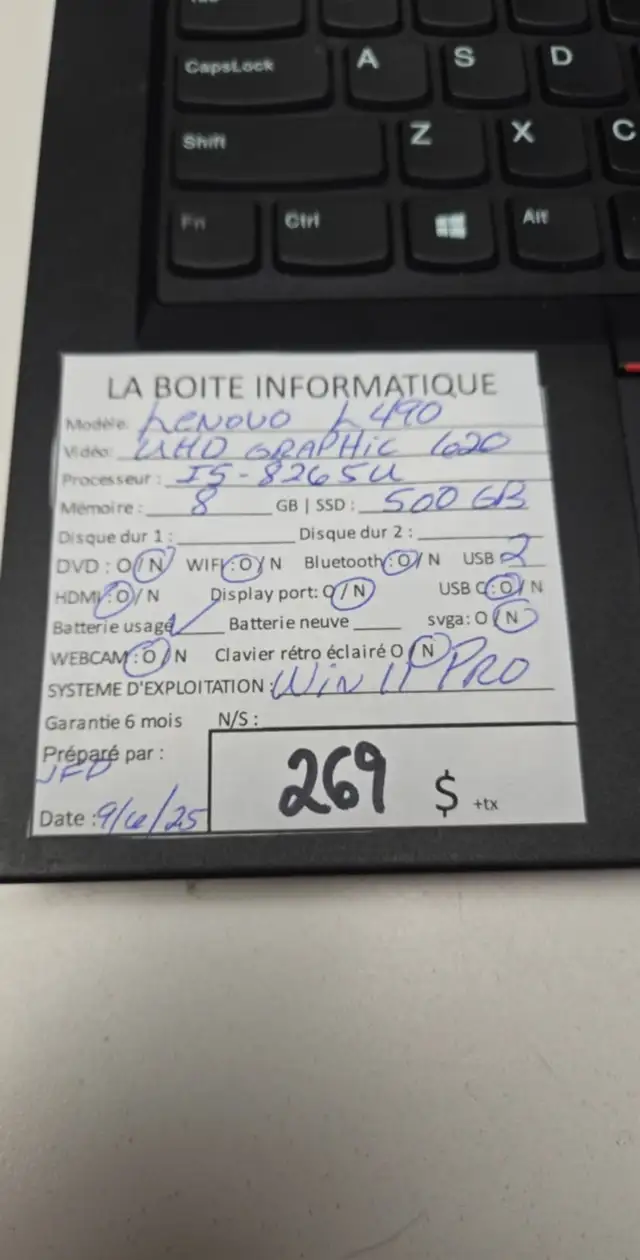 CapsLock A S D
Shift Z X C
Fn Ctrl Alt
LA BOITE INFORMATIQUE
Modèle: LENOVO L490
Vidéo: UHD GRAPHIC 620
Processeur : I5-8265U
Mémoire : 8 GB | SSD : 500 GB
Disque dur 1 : Disque dur 2 :
DVD : O/N WIFI : O/N Bluetooth : O/N USB 2
HDMI : O/N Display port: O/N USB C : O/N
Batterie usagé Batterie neuve svga: O/N
WEBCAM : O/N Clavier rétro éclairé O/N
SYSTEME D'EXPLOITATION : WIN 11 PRO
Garantie 6 mois N/S :
Préparé par :
JFD
269 $ +tx
Date : 9/6/25